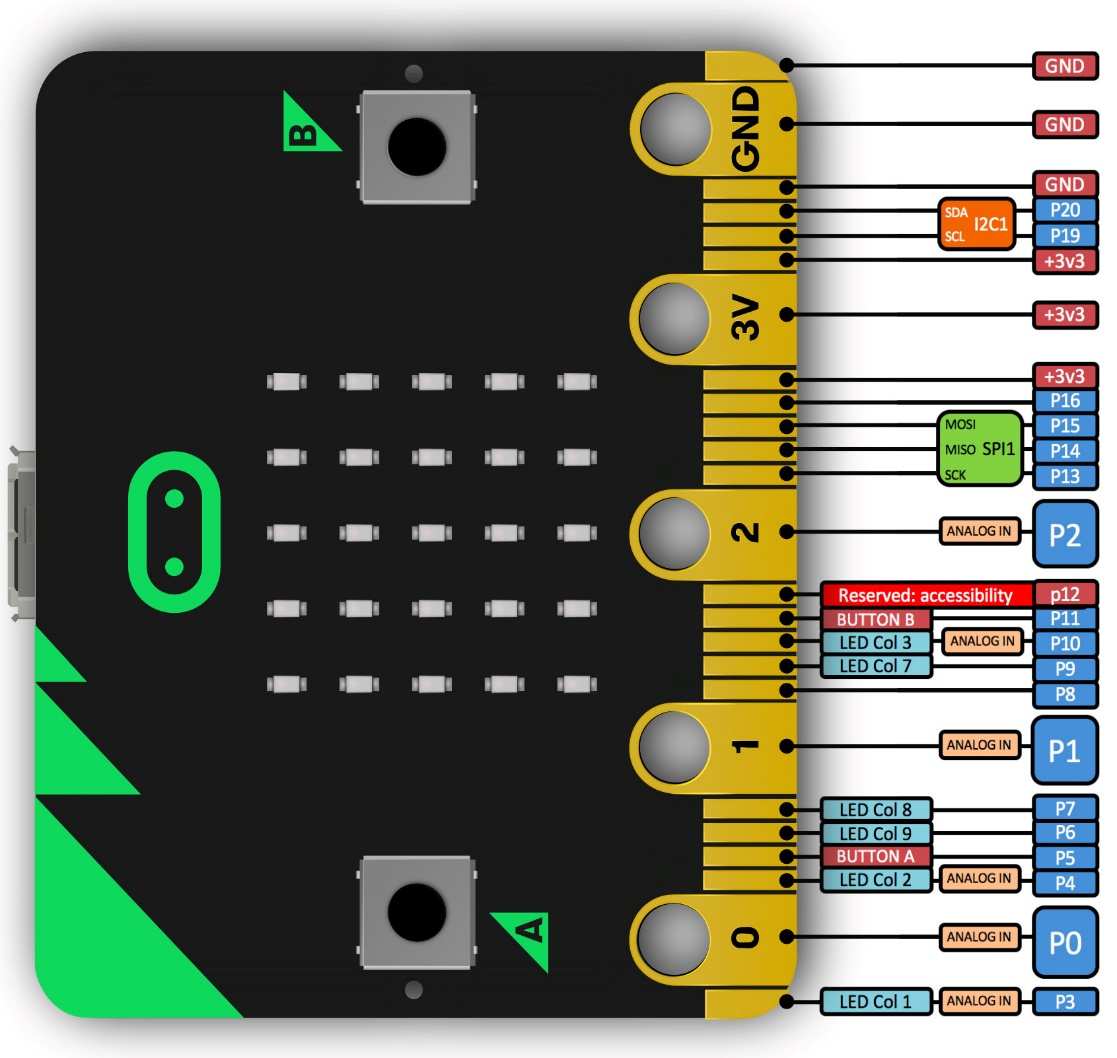 GND
B
GND
GND
GND
SDA I2C1 P20
SCL P19
+3v3
3V +3v3
+3v3
P16
MOSI P15
MISO SPI1 P14
SCK P13
2 ANALOG IN P2
Reserved: accessibility p12
BUTTON B P11
LED Col 3 ANALOG IN P10
LED Col 7 P9
P8
1 ANALOG IN P1
LED Col 8 P7
LED Col 9 P6
BUTTON A P5
LED Col 2 ANALOG IN P4
A
0 ANALOG IN P0
LED Col 1 ANALOG IN P3